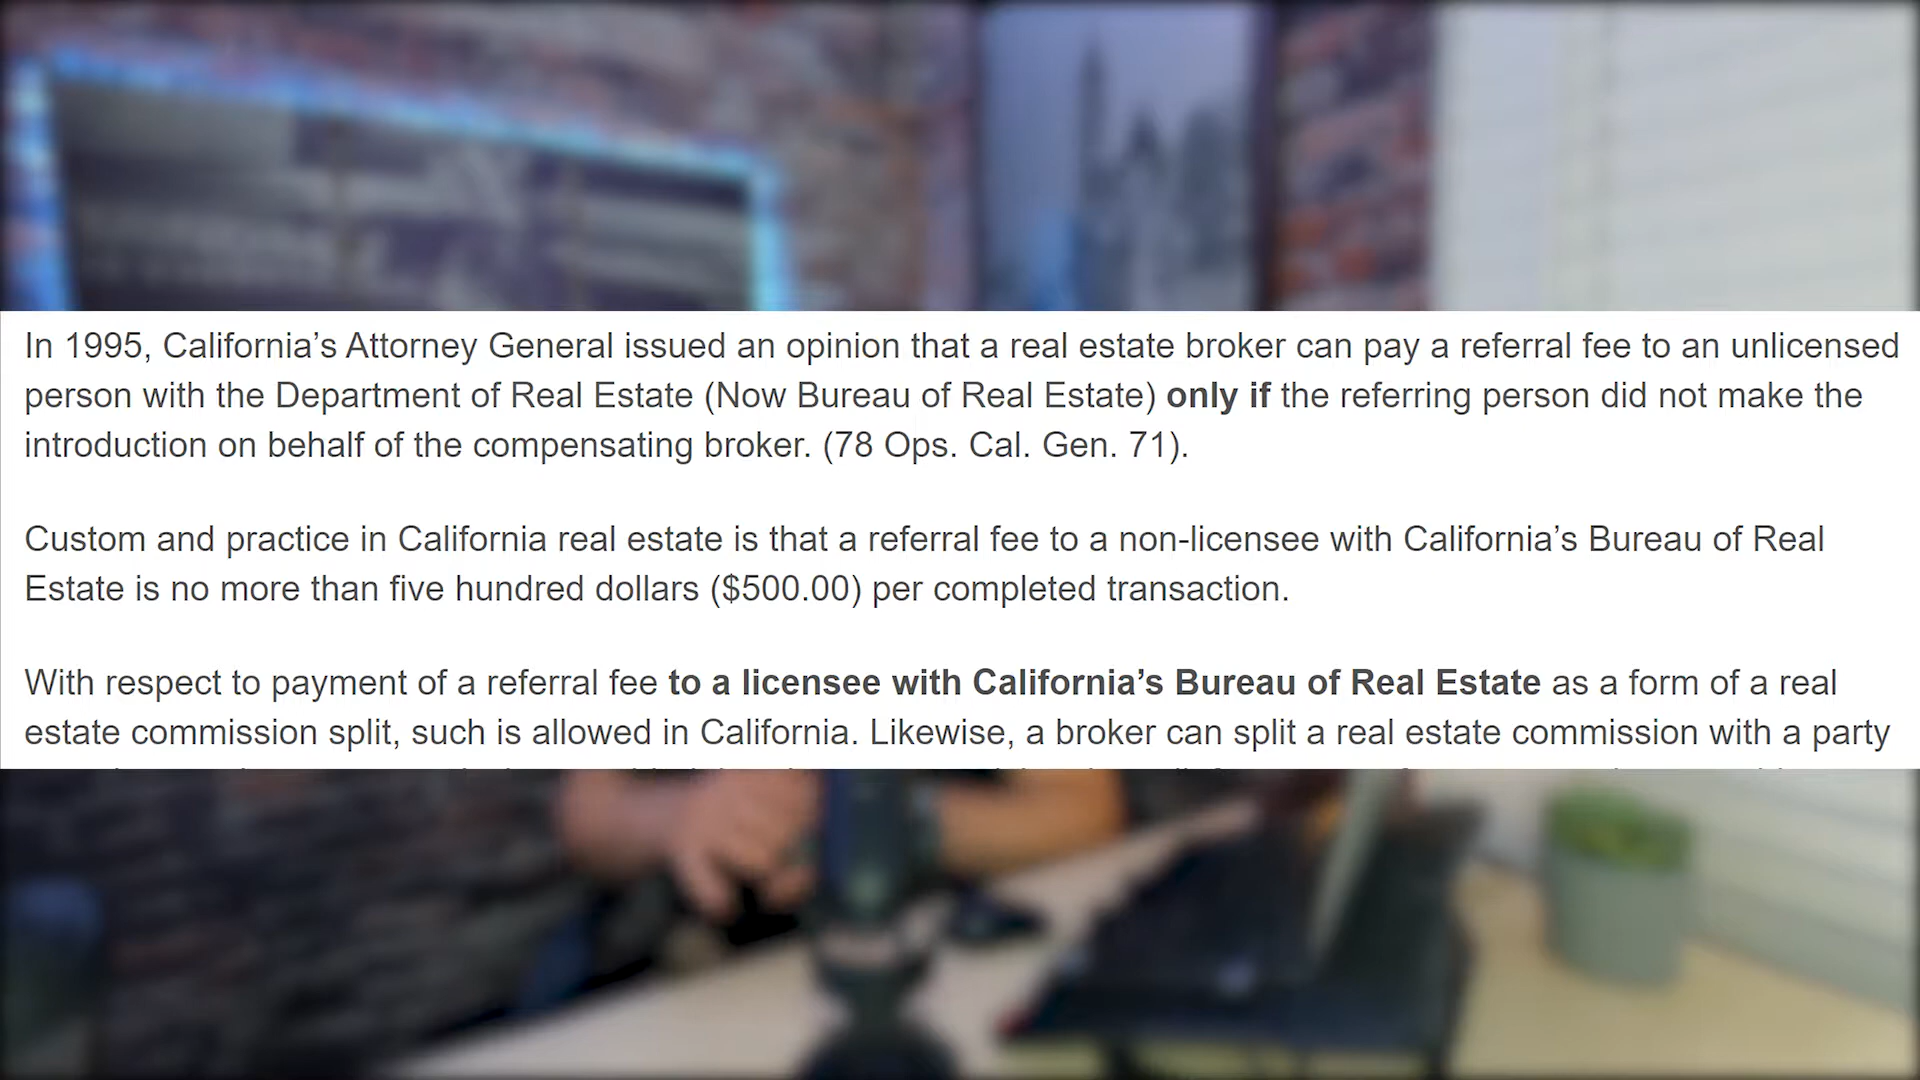 In 1995, California’s Attorney General issued an opinion that a real estate broker can pay a referral fee to an unlicensed
person with the Department of Real Estate (Now Bureau of Real Estate) only if the referring person did not make the
introduction on behalf of the compensating broker. (78 Ops. Cal. Gen. 71).
Custom and practice in California real estate is that a referral fee to a non-licensee with California’s Bureau of Real
Estate is no more than five hundred dollars ($500.00) per completed transaction.
With respect to payment of a referral fee to a licensee with California’s Bureau of Real Estate as a form of a real
estate commission split, such is allowed in California. Likewise, a broker can split a real estate commission with a party